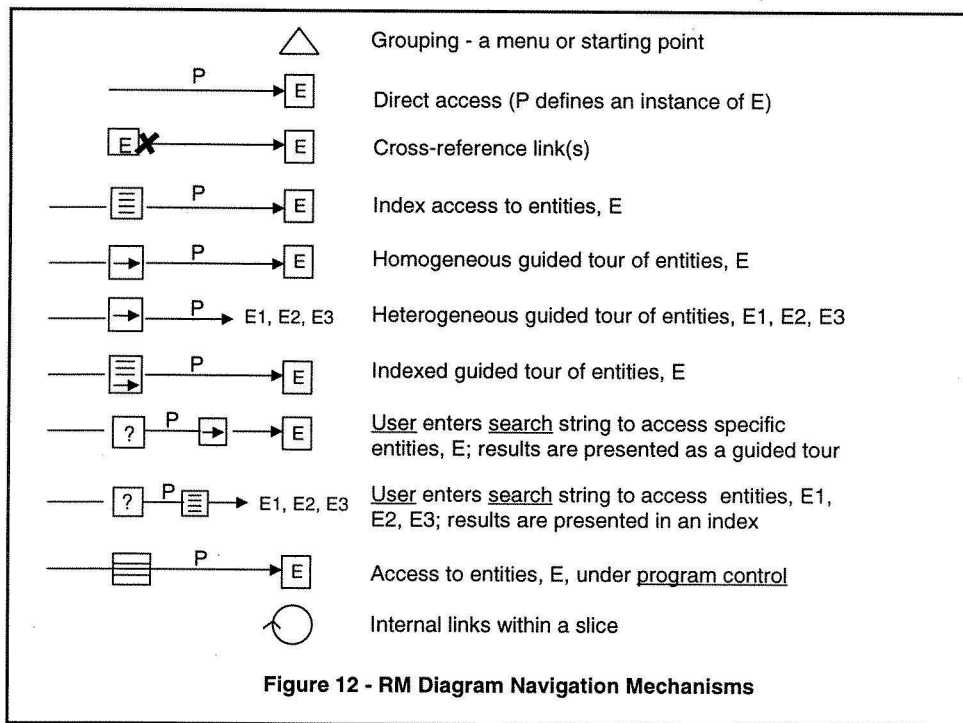 Grouping - a menu or starting point
P
E
Direct access (P defines an instance of E)
E
E
Cross-reference link(s)
P
E
Index access to entities, E
P
E
Homogeneous guided tour of entities, E
P
E1, E2, E3
Heterogeneous guided tour of entities, E1, E2, E3
P
E
Indexed guided tour of entities, E
?
P
E
User enters search string to access specific
entities, E; results are presented as a guided tour
?
P
E1, E2, E3
User enters search string to access entities, E1,
E2, E3; results are presented in an index
P
E
Access to entities, E, under program control
Internal links within a slice
Figure 12 - RM Diagram Navigation Mechanisms